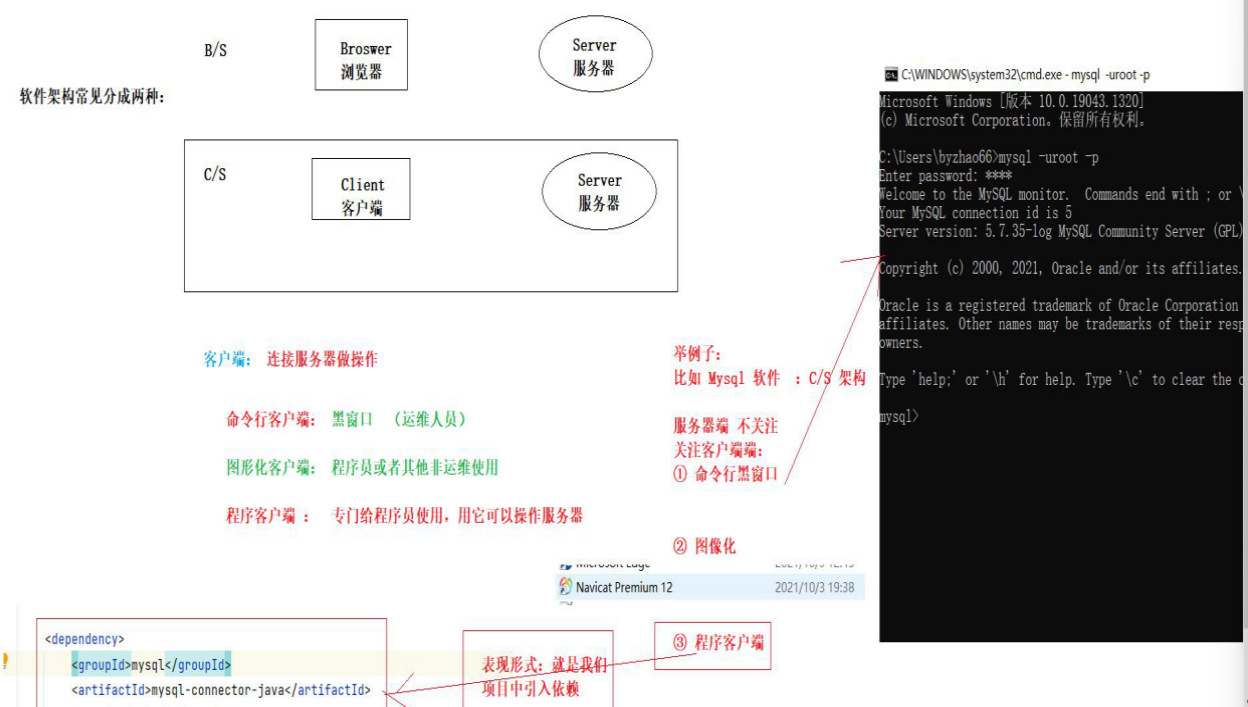 B/S
Broswer
浏览器
Server
服务器
软件架构常见分成两种：
C/S
Client
客户端
Server
服务器
客户端： 连接服务器做操作
命令行客户端： 黑窗口 （运维人员）
图形化客户端： 程序员或者其他非运维使用
程序客户端 ： 专门给程序员使用，用它可以操作服务器
举例子：
比如 Mysql 软件 ：C/S 架构
服务器端 不关注
关注客户端端：
① 命令行黑窗口
② 图像化
Navicat Premium 12 2021/10/3 19:38
③ 程序客户端
表现形式：就是我们
项目中引入依赖
<dependency>
<groupId>mysql</groupId>
<artifactId>mysql-connector-java</artifactId>
C:\WINDOWS\system32\cmd.exe - mysql -uroot -p
Microsoft Windows [版本 10.0.19043.1320]
(c) Microsoft Corporation。保留所有权利。
C:\Users\byzhao66>mysql -uroot -p
Enter password: ****
Welcome to the MySQL monitor. Commands end with ; or \
Your MySQL connection id is 5
Server version: 5.7.35-log MySQL Community Server (GPL)
Copyright (c) 2000, 2021, Oracle and/or its affiliates.
Oracle is a registered trademark of Oracle Corporation
affiliates. Other names may be trademarks of their resp
owners.
Type 'help;' or '\h' for help. Type '\c' to clear the c
mysql>